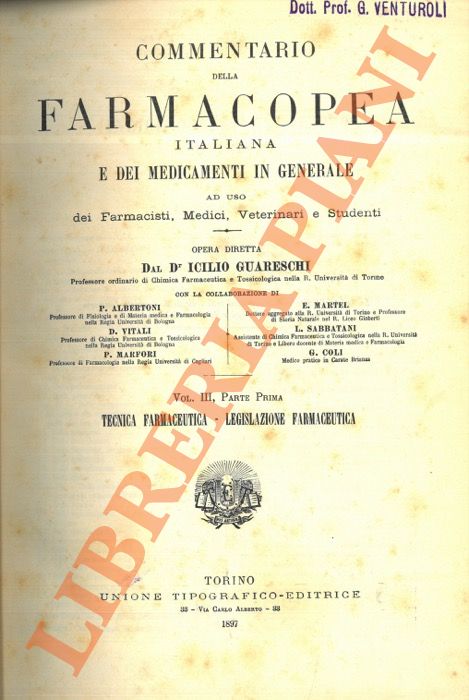 Dott. Prof. G. VENTUROLI
COMMENTARIO
DELLA
FARMACOPEA
ITALIANA
E DEI MEDICAMENTI IN GENERALE
AD USO
dei Farmacisti, Medici, Veterinari e Studenti
OPERA DIRETTA
DAL Dr ICILIO GUARESCHI
Professore ordinario di Chimica Farmaceutica e Tossicologica nella R. Università di Torino
CON LA COLLABORAZIONE DI
P. ALBERTONI
Professore di Fisiologia e di Materia medica e Farmacologia
nella Regia Università di Bologna
D. VITALI
Professore di Chimica Farmaceutica e Tossicologica
nella Regia Università di Bologna
P. MARFORI
Professore di Farmacologia nella Regia Università di Cagliari
E. MARTEL
Dottore aggregato alla R. Università di Torino e Professore
di Storia Naturale nel R. Liceo Gioberti
L. SABBATANI
Assistente di Chimica Farmaceutica e Tossicologica nella R. Università
di Torino e Libero docente di Materia medica e Farmacologia
G. COLI
Medico pratico in Carate Brianza
VOL. III, PARTE PRIMA
TECNICA FARMACEUTICA - LEGISLAZIONE FARMACEUTICA
TORINO
UNIONE TIPOGRAFICO-EDITRICE
33 - VIA CARLO ALBERTO - 33
1897
LIBRERIA PIANI